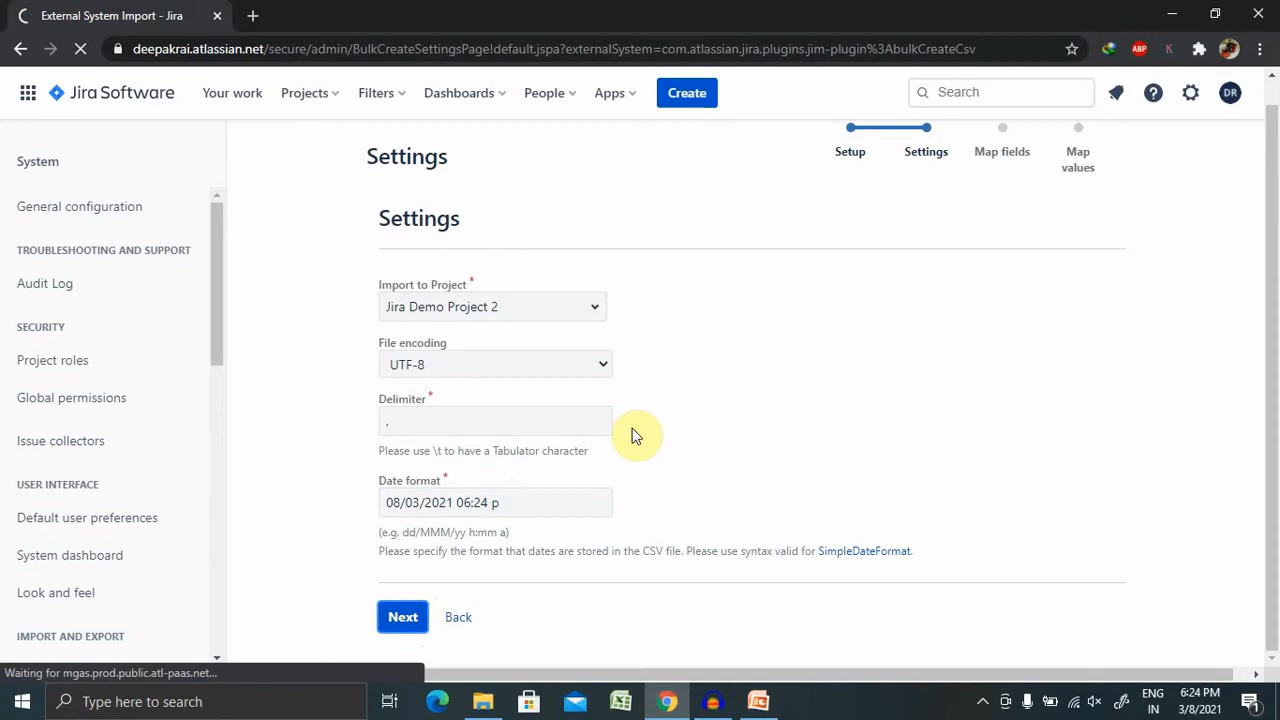 External System Import - Jira
deepakrai.atlassian.net/secure/admin/BulkCreateSettingsPage!default.jspa?externalSystem=com.atlassian.jira.plugins.jim-plugin%3AbulkCreateCsv
ABP
K
Jira Software
Your work
Projects
Filters
Dashboards
People
Apps
Create
Search
DR
System
General configuration
TROUBLESHOOTING AND SUPPORT
Audit Log
SECURITY
Project roles
Global permissions
Issue collectors
USER INTERFACE
Default user preferences
System dashboard
Look and feel
IMPORT AND EXPORT
Settings
Setup
Settings
Map fields
Map
values
Settings
Import to Project *
Jira Demo Project 2
File encoding
UTF-8
Delimiter *
,
Please use \t to have a Tabulator character
Date format *
08/03/2021 06:24 p
(e.g. dd/MMM/yy h:mm a)
Please specify the format that dates are stored in the CSV file. Please use syntax valid for SimpleDateFormat.
Next
Back
Waiting for mgas.prod.public.atl-paas.net...
Type here to search
ENG
IN
6:24 PM
3/8/2021
1